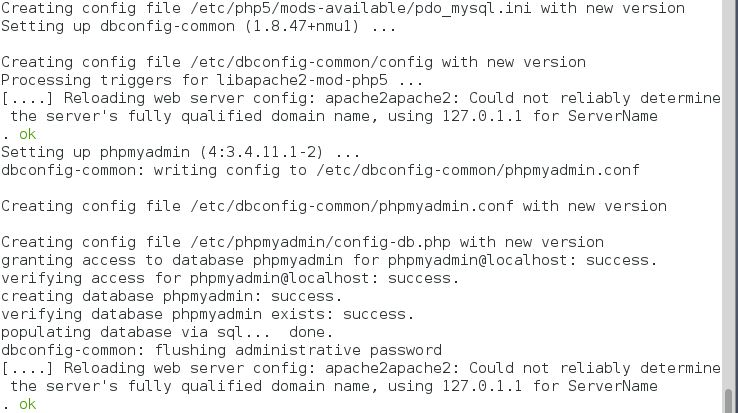 Creating config file /etc/php5/mods-available/pdo_mysql.ini with new version
Setting up dbconfig-common (1.8.47+nmu1) ...
Creating config file /etc/dbconfig-common/config with new version
Processing triggers for libapache2-mod-php5 ...
[....] Reloading web server config: apache2apache2: Could not reliably determine
the server's fully qualified domain name, using 127.0.1.1 for ServerName
. ok
Setting up phpmyadmin (4:3.4.11.1-2) ...
dbconfig-common: writing config to /etc/dbconfig-common/phpmyadmin.conf
Creating config file /etc/dbconfig-common/phpmyadmin.conf with new version
Creating config file /etc/phpmyadmin/config-db.php with new version
granting access to database phpmyadmin for phpmyadmin@localhost: success.
verifying access for phpmyadmin@localhost: success.
creating database phpmyadmin: success.
verifying database phpmyadmin exists: success.
populating database via sql...  done.
dbconfig-common: flushing administrative password
[....] Reloading web server config: apache2apache2: Could not reliably determine
the server's fully qualified domain name, using 127.0.1.1 for ServerName
. ok